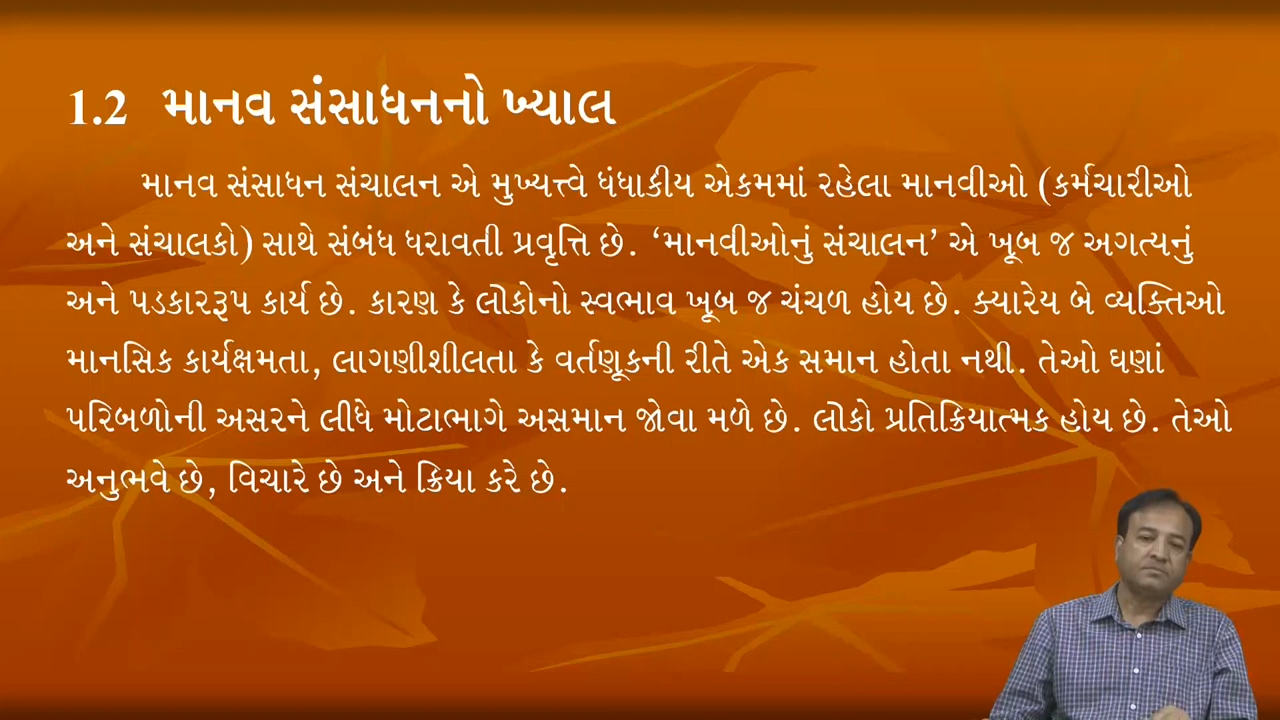 1.2 માનવ સંસાધનનો ખ્યાલ
માનવ સંસાધન સંચાલન એ મુખ્યત્ત્વે ધંધાકીય એકમમાં રહેલા માનવીઓ (કર્મચારીઓ
અને સંચાલકો) સાથે સંબંધ ધરાવતી પ્રવૃત્તિ છે. ‘માનવીઓનું સંચાલન’ એ ખૂબ જ અગત્યનું
અને પડકારરૂપ કાર્ય છે. કારણ કે લોકોનો સ્વભાવ ખૂબ જ ચંચળ હોય છે. ક્યારેય બે વ્યક્તિઓ
માનસિક કાર્યક્ષમતા, લાગણીશીલતા કે વર્તણૂકની રીતે એક સમાન હોતા નથી. તેઓ ઘણાં
પરિબળોની અસરને લીધે મોટાભાગે અસમાન જોવા મળે છે. લોકો પ્રતિક્રિયાત્મક હોય છે. તેઓ
અનુભવે છે, વિચારે છે અને ક્રિયા કરે છે.